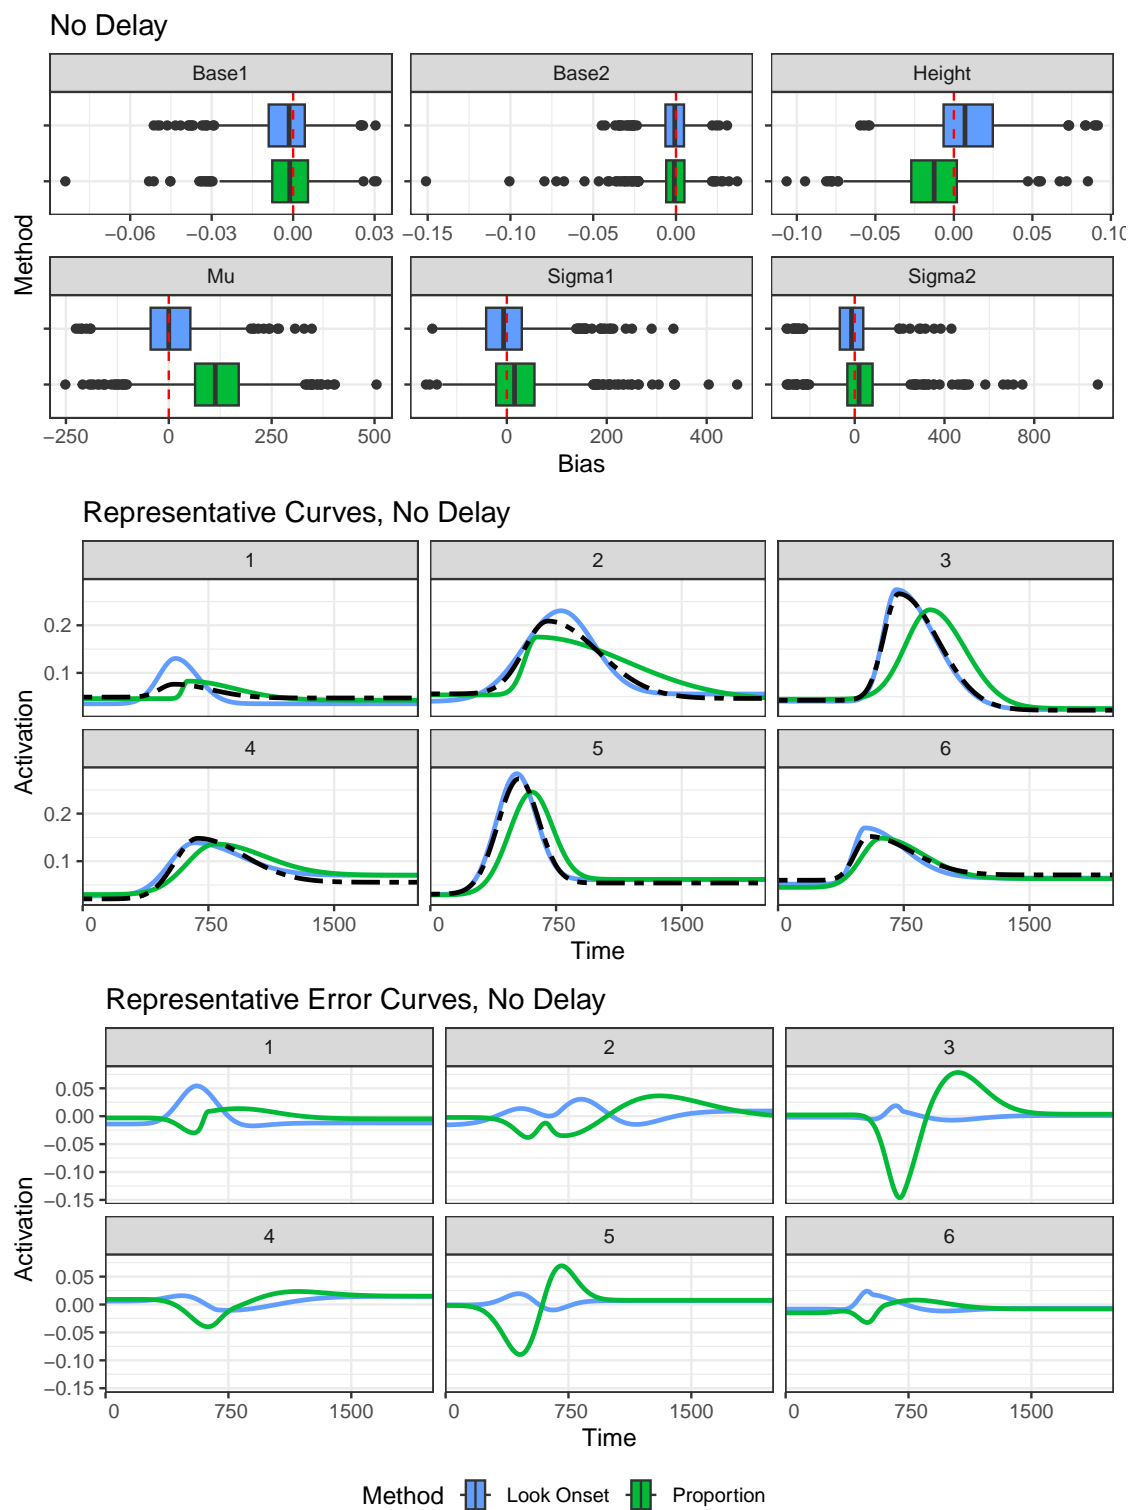 No Delay
Base1 Base2 Height
−0.06 −0.03 0.00 0.03 −0.15 −0.10 −0.05 0.00 −0.10 −0.05 0.00 0.05 0.10
Method
Mu Sigma1 Sigma2
−250 0 250 500 0 200 400 0 400 800
Bias
Representative Curves, No Delay
1 2 3
0.2
0.1
Activation
4 5 6
0.2
0.1
0 750 1500 0 750 1500 0 750 1500
Time
Representative Error Curves, No Delay
1 2 3
0.05
0.00
−0.05
−0.10
−0.15
Activation
4 5 6
0.05
0.00
−0.05
−0.10
−0.15
0 750 1500 0 750 1500 0 750 1500
Time
Method Look Onset Proportion